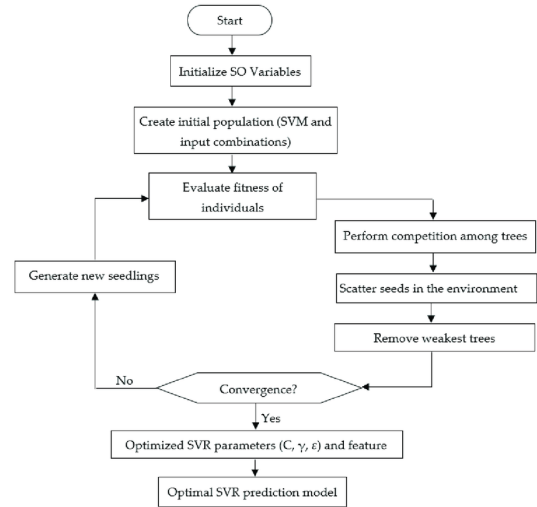 Start
Initialize SO Variables
Create initial population (SVM and
input combinations)
Evaluate fitness of
individuals
Perform competition among trees
Generate new seedlings
Scatter seeds in the environment
Remove weakest trees
No
Convergence?
Yes
Optimized SVR parameters (C, γ, ε) and feature
Optimal SVR prediction model